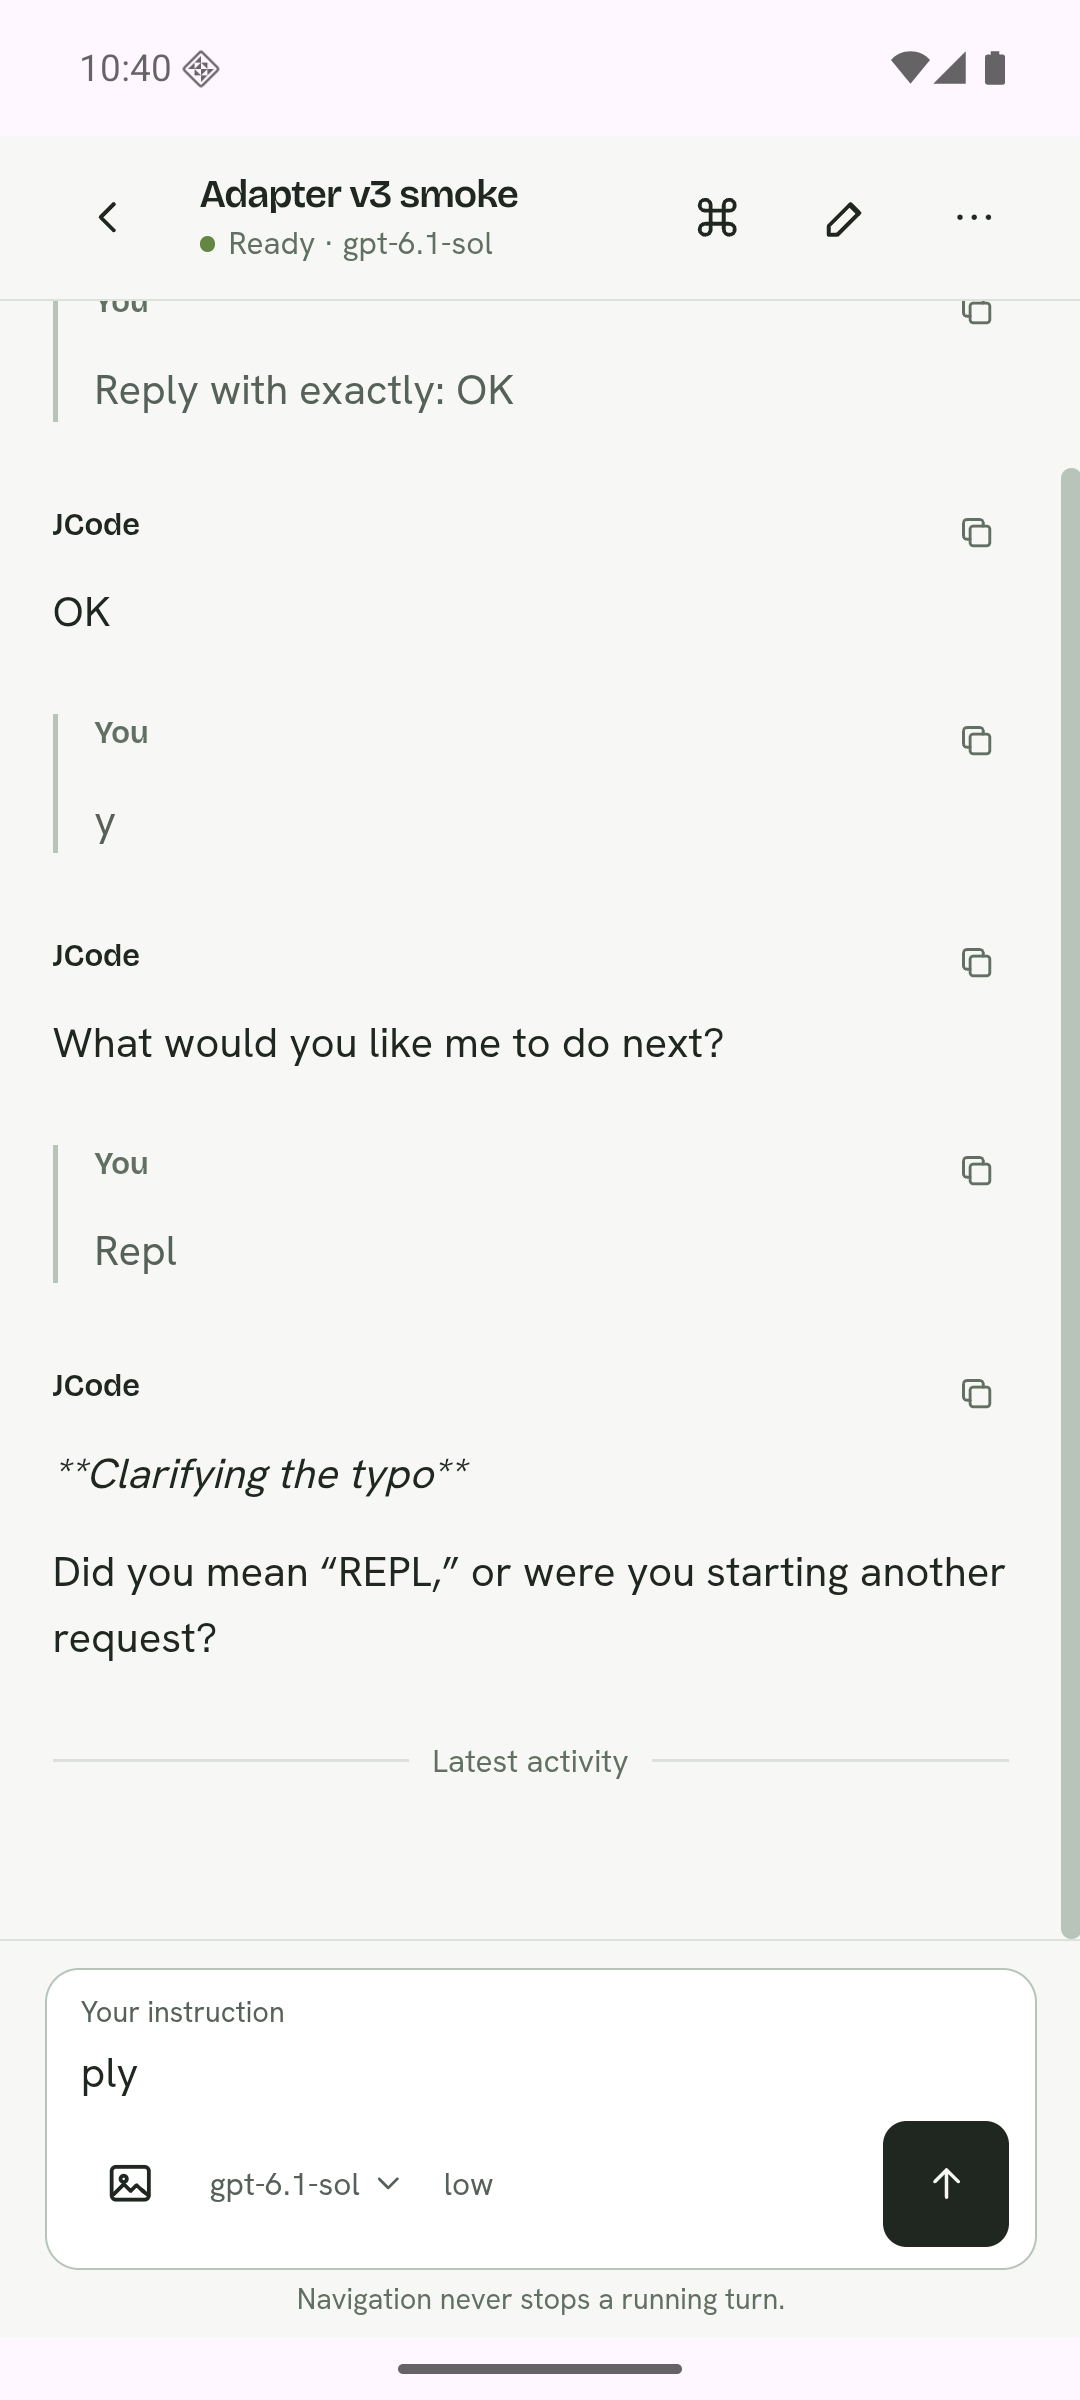 10:40
Adapter v3 smoke
Ready · gpt-6.1-sol
You
Reply with exactly: OK
JCode
OK
You
y
JCode
What would you like me to do next?
You
Repl
JCode
**Clarifying the typo**
Did you mean “REPL,” or were you starting another
request?
Latest activity
Your instruction
ply
gpt-6.1-sol low
Navigation never stops a running turn.